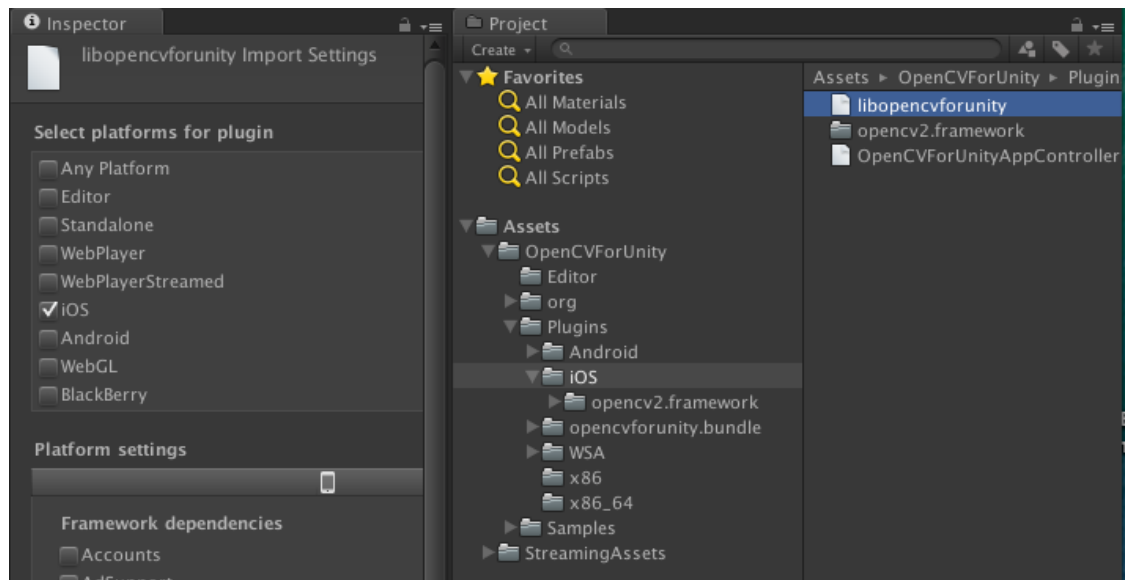 Inspector
libopencvforunity Import Settings
Select platforms for plugin
Any Platform
Editor
Standalone
WebPlayer
WebPlayerStreamed
iOS
Android
WebGL
BlackBerry
Platform settings
Framework dependencies
Accounts
Project
Create
Favorites
All Materials
All Models
All Prefabs
All Scripts
Assets
OpenCVForUnity
Editor
org
Plugins
Android
iOS
opencv2.framework
opencvforunity.bundle
WSA
x86
x86_64
Samples
StreamingAssets
Assets ▸ OpenCVForUnity ▸ Plugin
libopencvforunity
opencv2.framework
OpenCVForUnityAppController